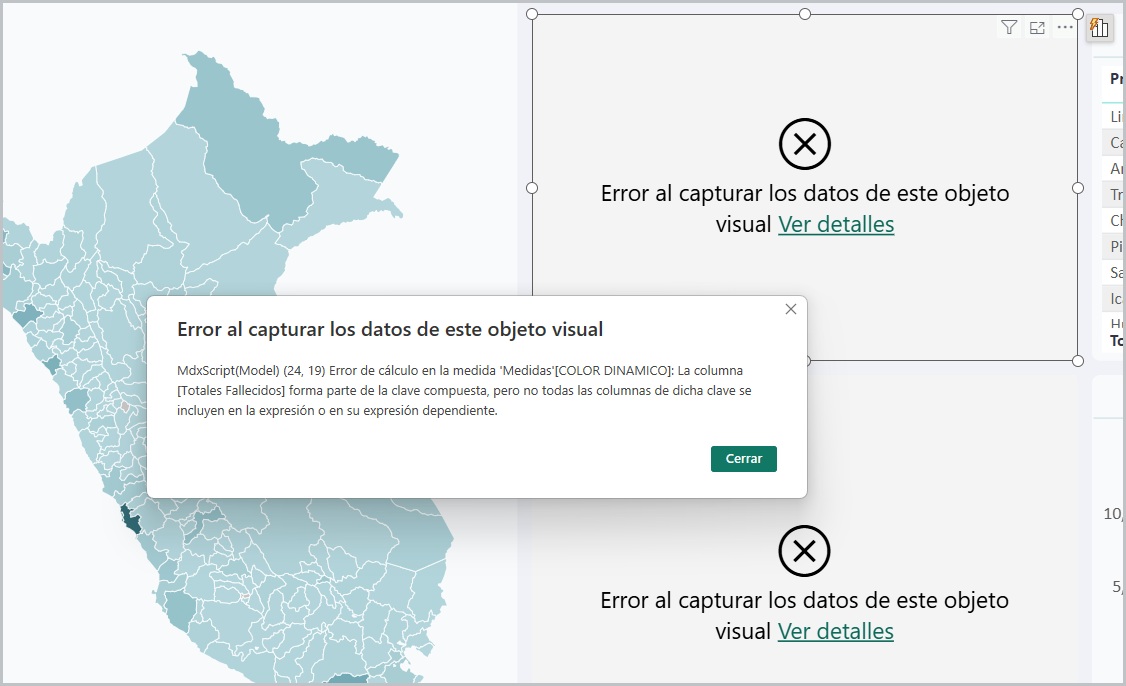 Error al capturar los datos de este objeto
visual Ver detalles
Error al capturar los datos de este objeto visual
MdxScript(Model) (24, 19) Error de cálculo en la medida 'Medidas'[COLOR DINAMICO]: La columna
[Totales Fallecidos] forma parte de la clave compuesta, pero no todas las columnas de dicha clave se
incluyen en la expresión o en su expresión dependiente.
Cerrar
Error al capturar los datos de este objeto
visual Ver detalles
Pr
Li
Ca
Tr
Pi
Sa
Ica
To
10,
5,